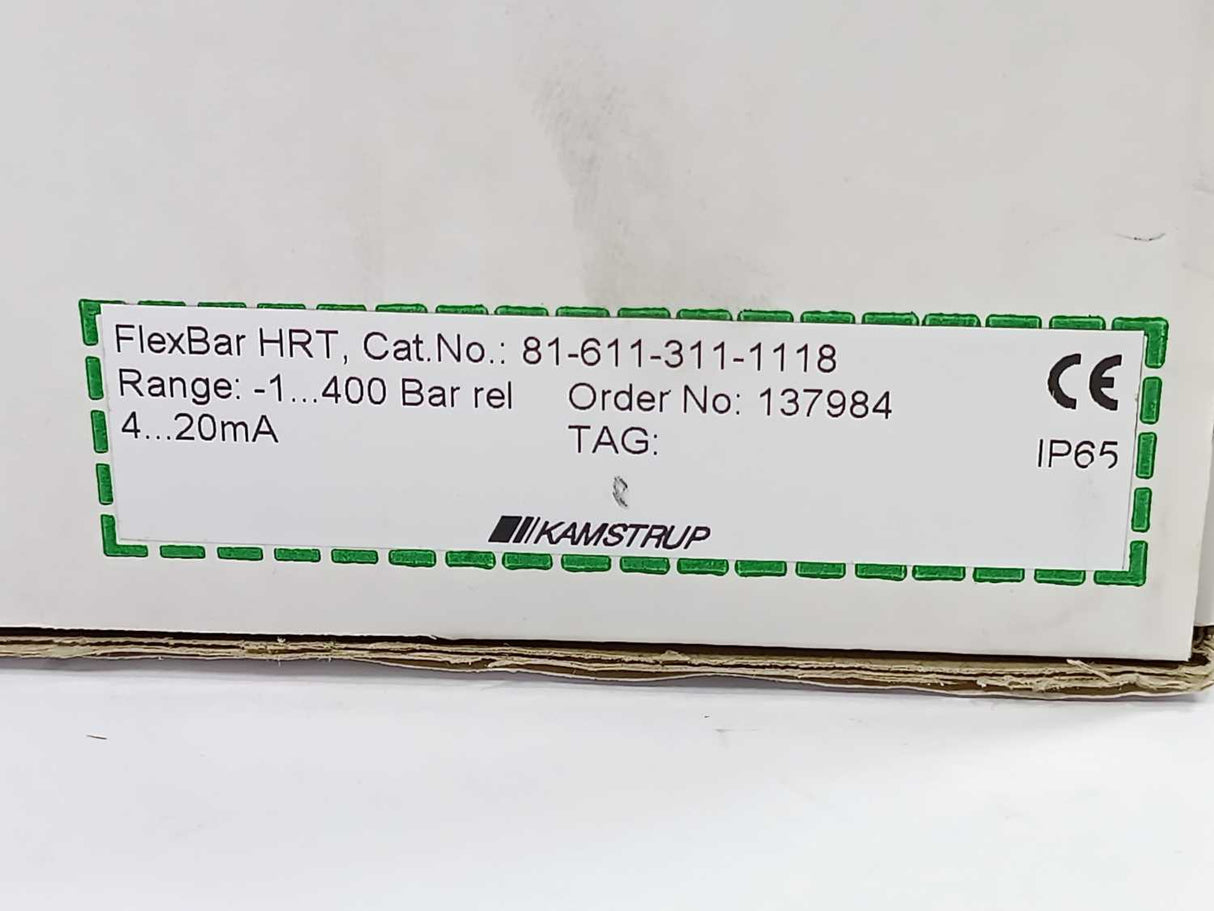 FlexBar HRT, Cat.No.: 81-611-311-1118
Range: -1...400 Bar rel Order No: 137984
4...20mA TAG:
CE
IP65
KAMSTRUP